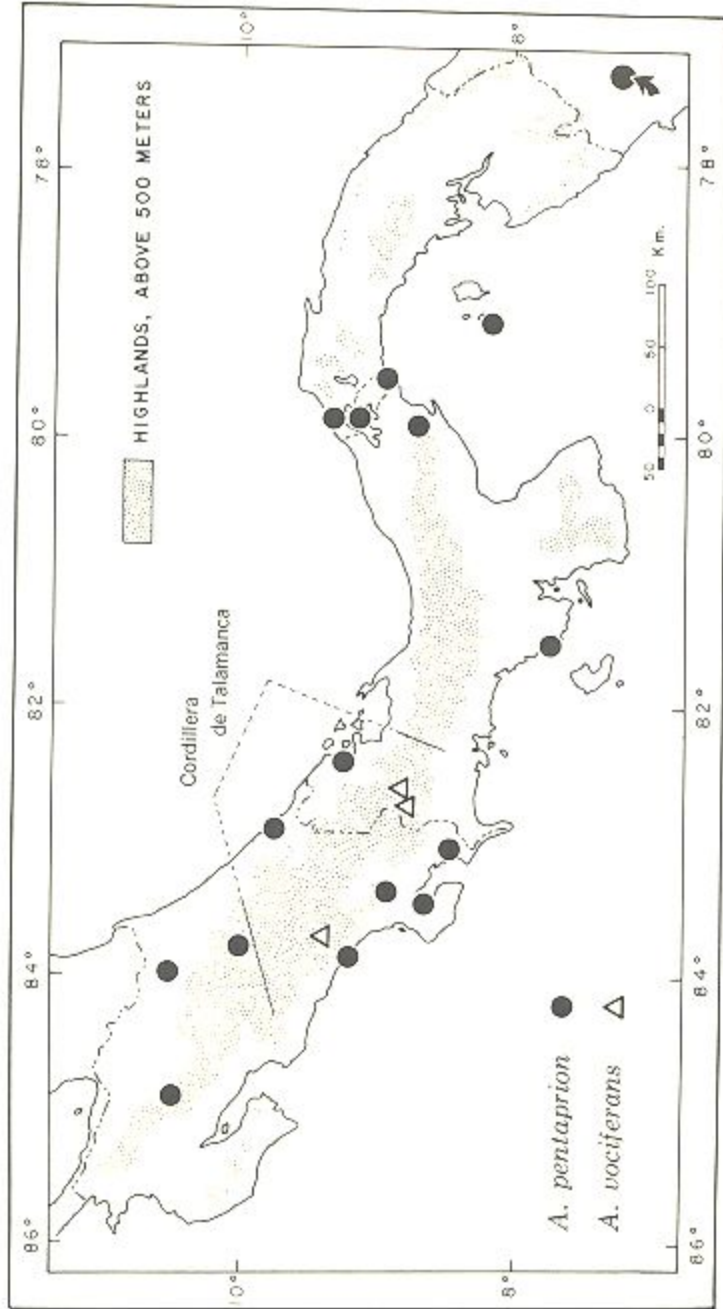 86°
84°
82°
80°
78°
10°
10°
8°
8°
HIGHLANDS, ABOVE 500 METERS
Cordillera
de Talamanca
A. pentaprion
A. vociferans
50 0 50 100 Km.
86°
84°
82°
80°
78°